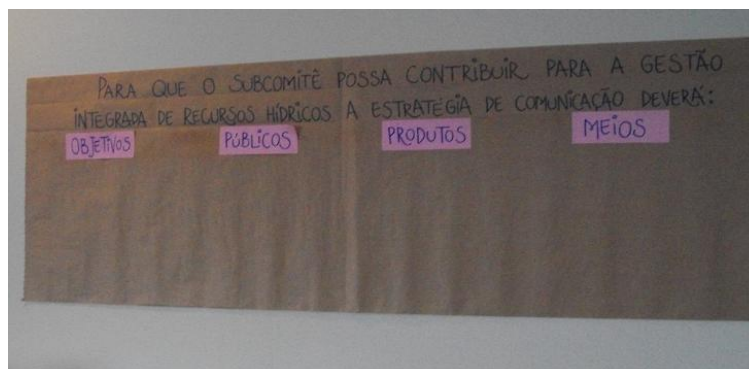 PARA QUE O SUBCOMITÊ POSSA CONTRIBUIR PARA A GESTÃO
INTEGRADA DE RECURSOS HÍDRICOS A ESTRATÉGIA DE COMUNICAÇÃO DEVERÁ:
OBJETIVOS PÚBLICOS PRODUTOS MEIOS